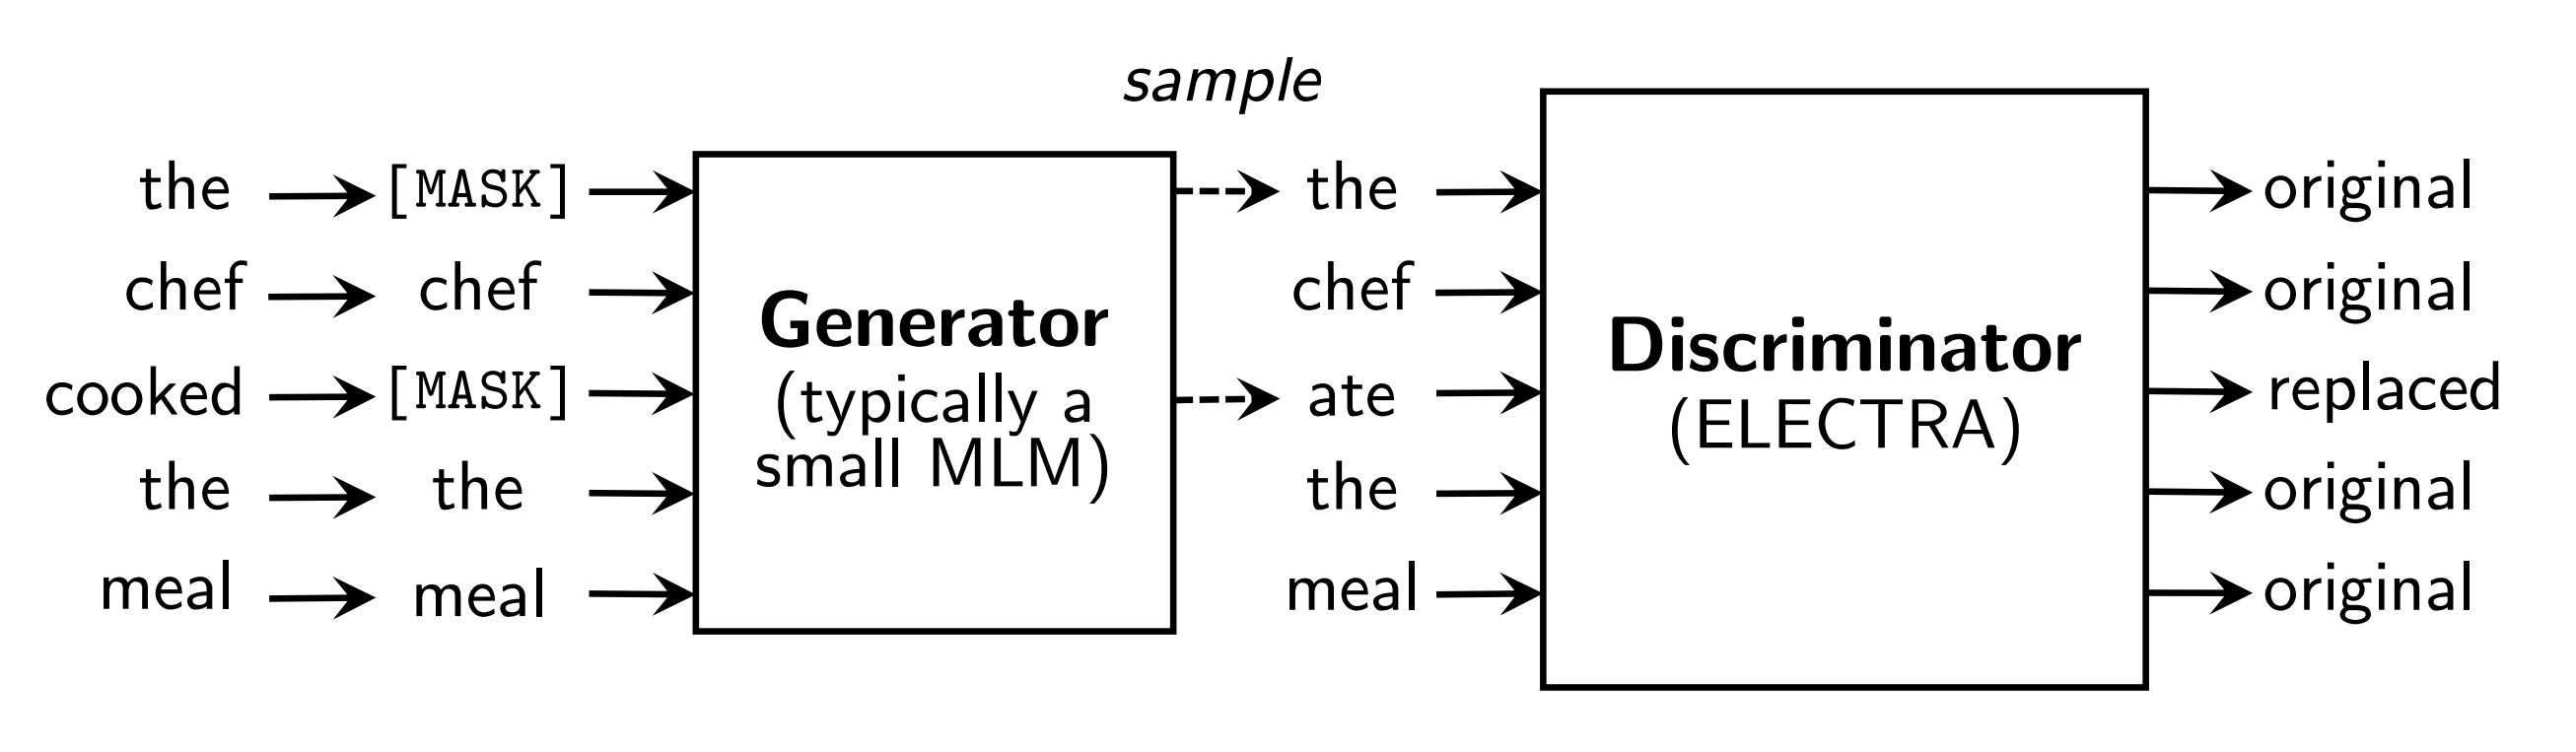 sample
the [MASK] the original
chef chef chef original
cooked [MASK] ate replaced
the the the original
meal meal meal original
Generator
(typically a
small MLM)
Discriminator
(ELECTRA)